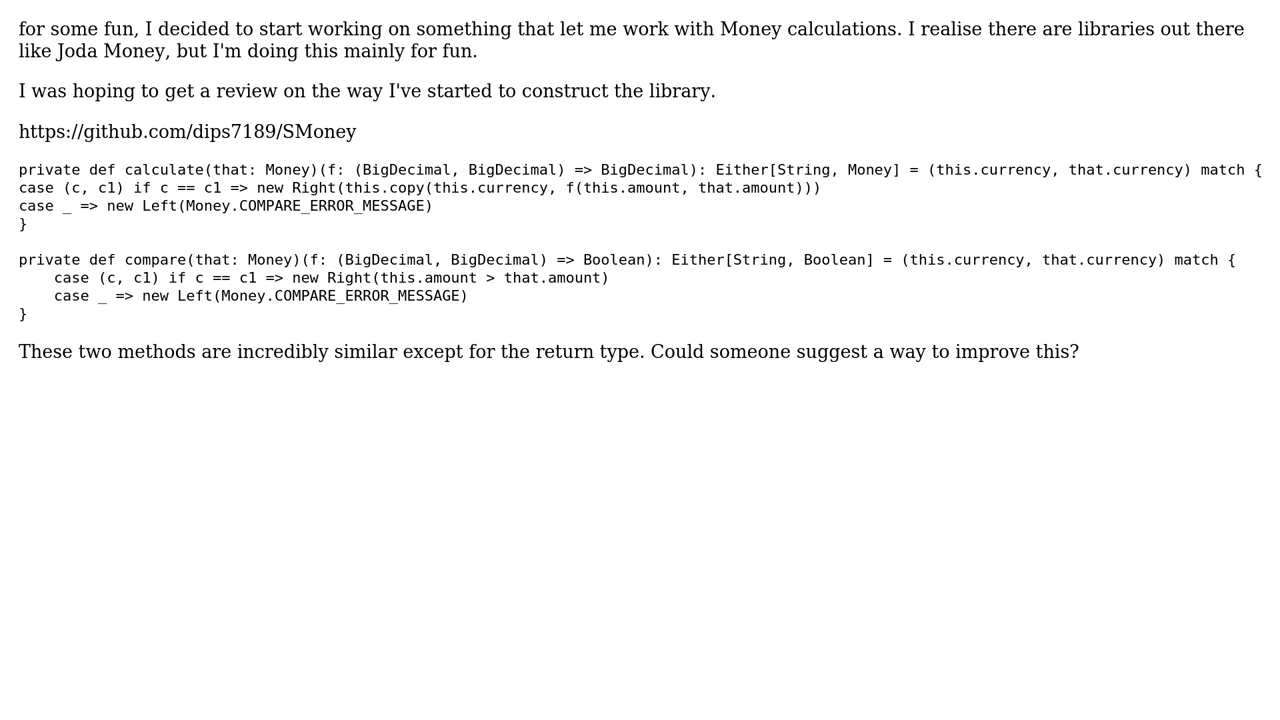 for some fun, I decided to start working on something that let me work with Money calculations. I realise there are libraries out there
like Joda Money, but I'm doing this mainly for fun.
I was hoping to get a review on the way I've started to construct the library.
https://github.com/dips7189/SMoney
private def calculate(that: Money)(f: (BigDecimal, BigDecimal) => BigDecimal): Either[String, Money] = (this.currency, that.currency) match {
case (c, c1) if c == c1 => new Right(this.copy(this.currency, f(this.amount, that.amount)))
case _ => new Left(Money.COMPARE_ERROR_MESSAGE)
}
private def compare(that: Money)(f: (BigDecimal, BigDecimal) => Boolean): Either[String, Boolean] = (this.currency, that.currency) match {
    case (c, c1) if c == c1 => new Right(this.amount > that.amount)
    case _ => new Left(Money.COMPARE_ERROR_MESSAGE)
}
These two methods are incredibly similar except for the return type. Could someone suggest a way to improve this?